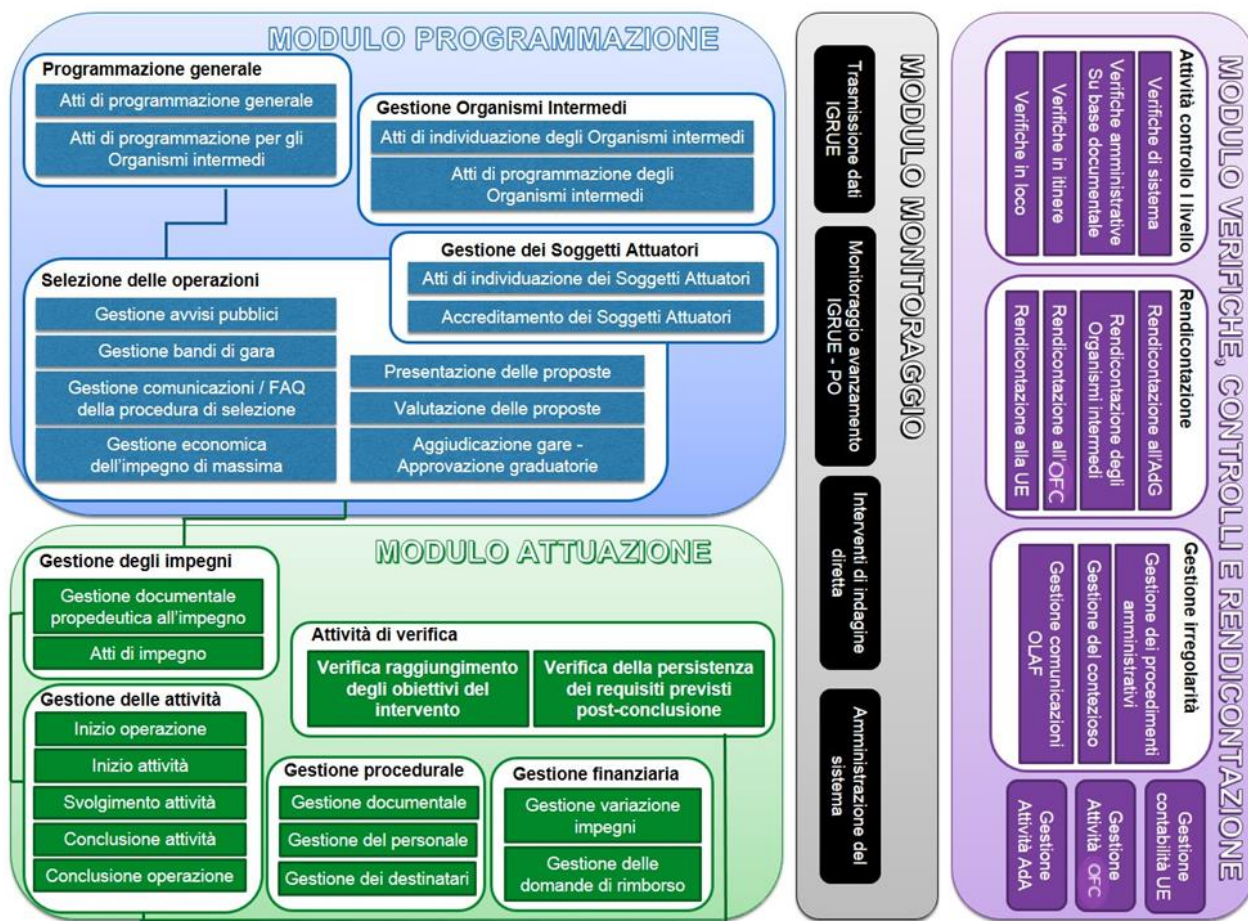 MODULO PROGRAMMAZIONE
Programmazione generale
Atti di programmazione generale
Atti di programmazione per gli
Organismi intermedi
Gestione Organismi Intermedi
Atti di individuazione degli Organismi intermedi
Atti di programmazione degli
Organismi intermedi
Gestione dei Soggetti Attuatori
Atti di individuazione dei Soggetti Attuatori
Accreditamento dei Soggetti Attuatori
Selezione delle operazioni
Gestione avvisi pubblici
Gestione bandi di gara
Gestione comunicazioni / FAQ
della procedura di selezione
Gestione economica
dell'impegno di massima
Presentazione delle proposte
Valutazione delle proposte
Aggiudicazione gare -
Approvazione graduatorie
MODULO ATTUAZIONE
Gestione degli impegni
Gestione documentale
propedeutica all'impegno
Atti di impegno
Attività di verifica
Verifica raggiungimento
degli obiettivi del
intervento
Verifica della persistenza
dei requisiti previsti
post-conclusione
Gestione delle attività
Inizio operazione
Inizio attività
Svolgimento attività
Conclusione attività
Conclusione operazione
Gestione procedurale
Gestione documentale
Gestione del personale
Gestione dei destinatari
Gestione finanziaria
Gestione variazione
impegni
Gestione delle
domande di rimborso
MODULO MONITORAGGIO
Trasmissione dati
IGRUE
Monitoraggio avanzamento
IGRUE - PO
Interventi di indagine
diretta
Amministrazione del
sistema
MODULO VERIFICHE, CONTROLLI E RENDICONTAZIONE
Attività controllo I livello
Verifiche di sistema
Verifiche amministrative
Su base documentale
Verifiche in itinere
Verifiche in loco
Rendicontazione
Rendicontazione all'AdG
Rendicontazione degli
Organismi intermedi
Rendicontazione all'OFC
Rendicontazione alla UE
Gestione irregolarità
Gestione dei procedimenti
amministrativi
Gestione del contezioso
Gestione comunicazioni
OLAF
Gestione
contabilità UE
Gestione
Attività OFC
Gestione
Attività AdA